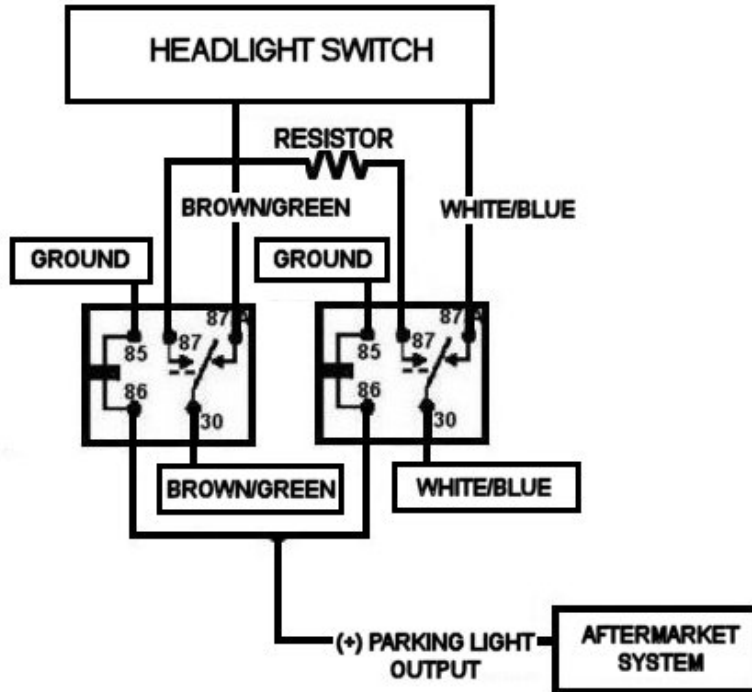 HEADLIGHT SWITCH
RESISTOR
BROWN/GREEN
WHITE/BLUE
GROUND
GROUND
87A
87A
85
87
85
87
86
86
30
30
BROWN/GREEN
WHITE/BLUE
(+) PARKING LIGHT
OUTPUT
AFTERMARKET
SYSTEM